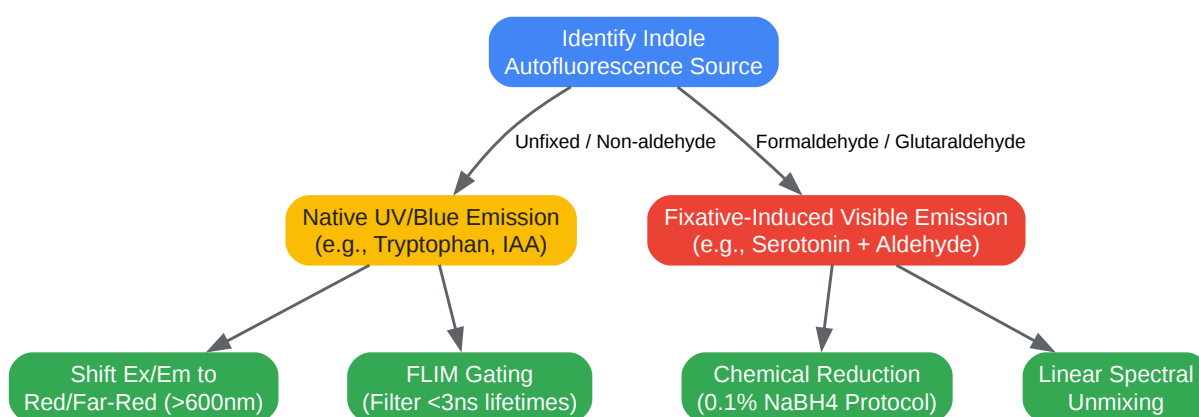 Identify Indole
Autofluorescence Source
Unfixed / Non-aldehyde
Formaldehyde / Glutaraldehyde
Native UV/Blue Emission
(e.g., Tryptophan, IAA)
Fixative-Induced Visible Emission
(e.g., Serotonin + Aldehyde)
Shift Ex/Em to
Red/Far-Red (>600nm)
FLIM Gating
(Filter <3ns lifetimes)
Chemical Reduction
(0.1% NaBH4 Protocol)
Linear Spectral
Unmixing